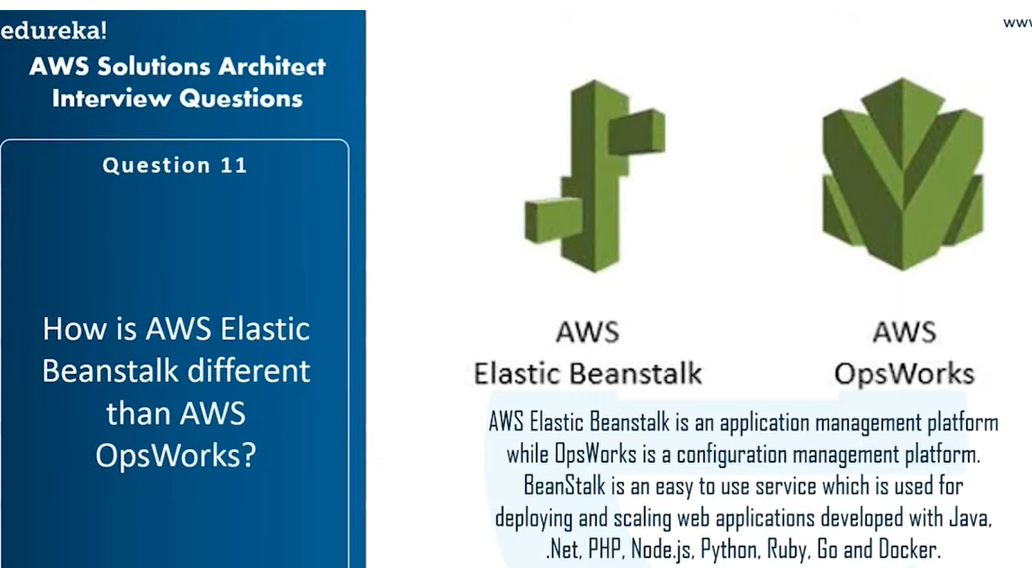 edureka!
AWS Solutions Architect
Interview Questions
Question 11
How is AWS Elastic
Beanstalk different
than AWS
OpsWorks?
www
AWS
Elastic Beanstalk
AWS
OpsWorks
AWS Elastic Beanstalk is an application management platform
while OpsWorks is a configuration management platform.
BeanStalk is an easy to use service which is used for
deploying and scaling web applications developed with Java,
.Net, PHP, Node.js, Python, Ruby, Go and Docker.